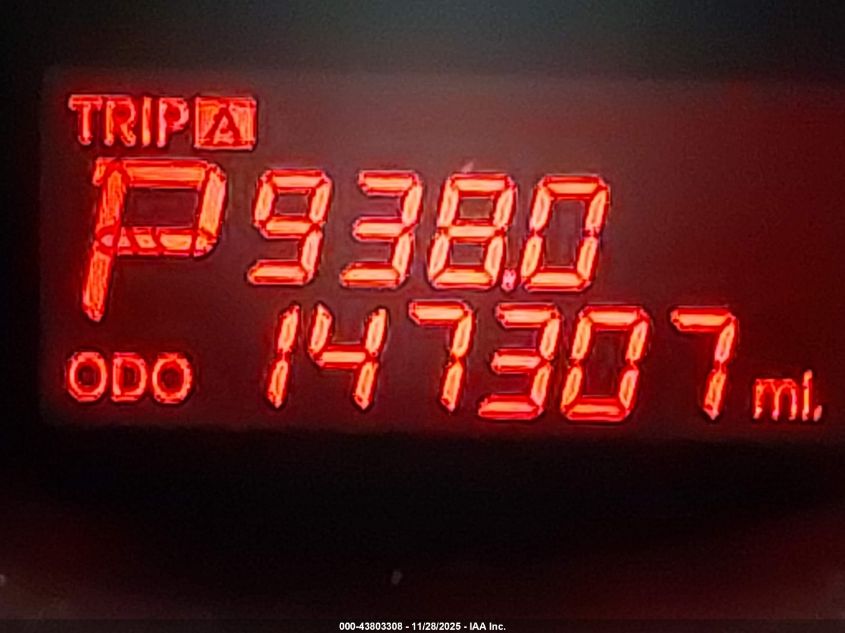 TRIP A
P 938.0
ODO 147307 mi.
000-43803308 - 11/28/2025 - IAA Inc.